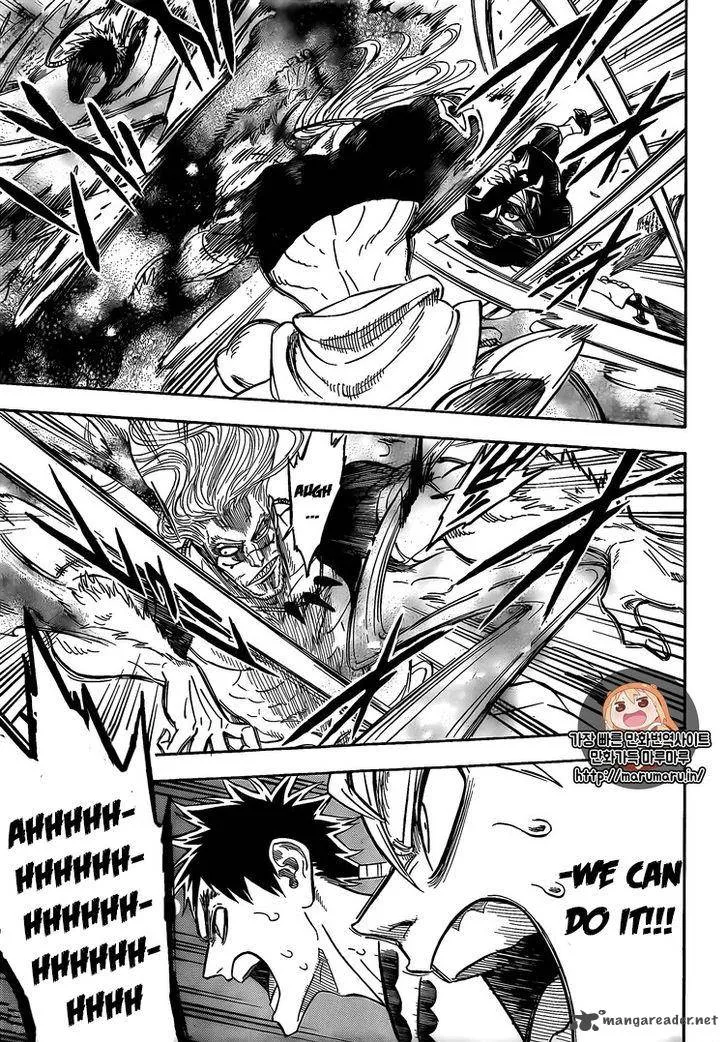 AUGH
...
가장 빠른 만화번역사이트
만화가득 마루마루
http://marumaru.in/
-WE CAN
DO IT!!!
AHHHHH-
HHHHHH-
HHHHHH-
HHHHHH-
HHHH
mangareader.net